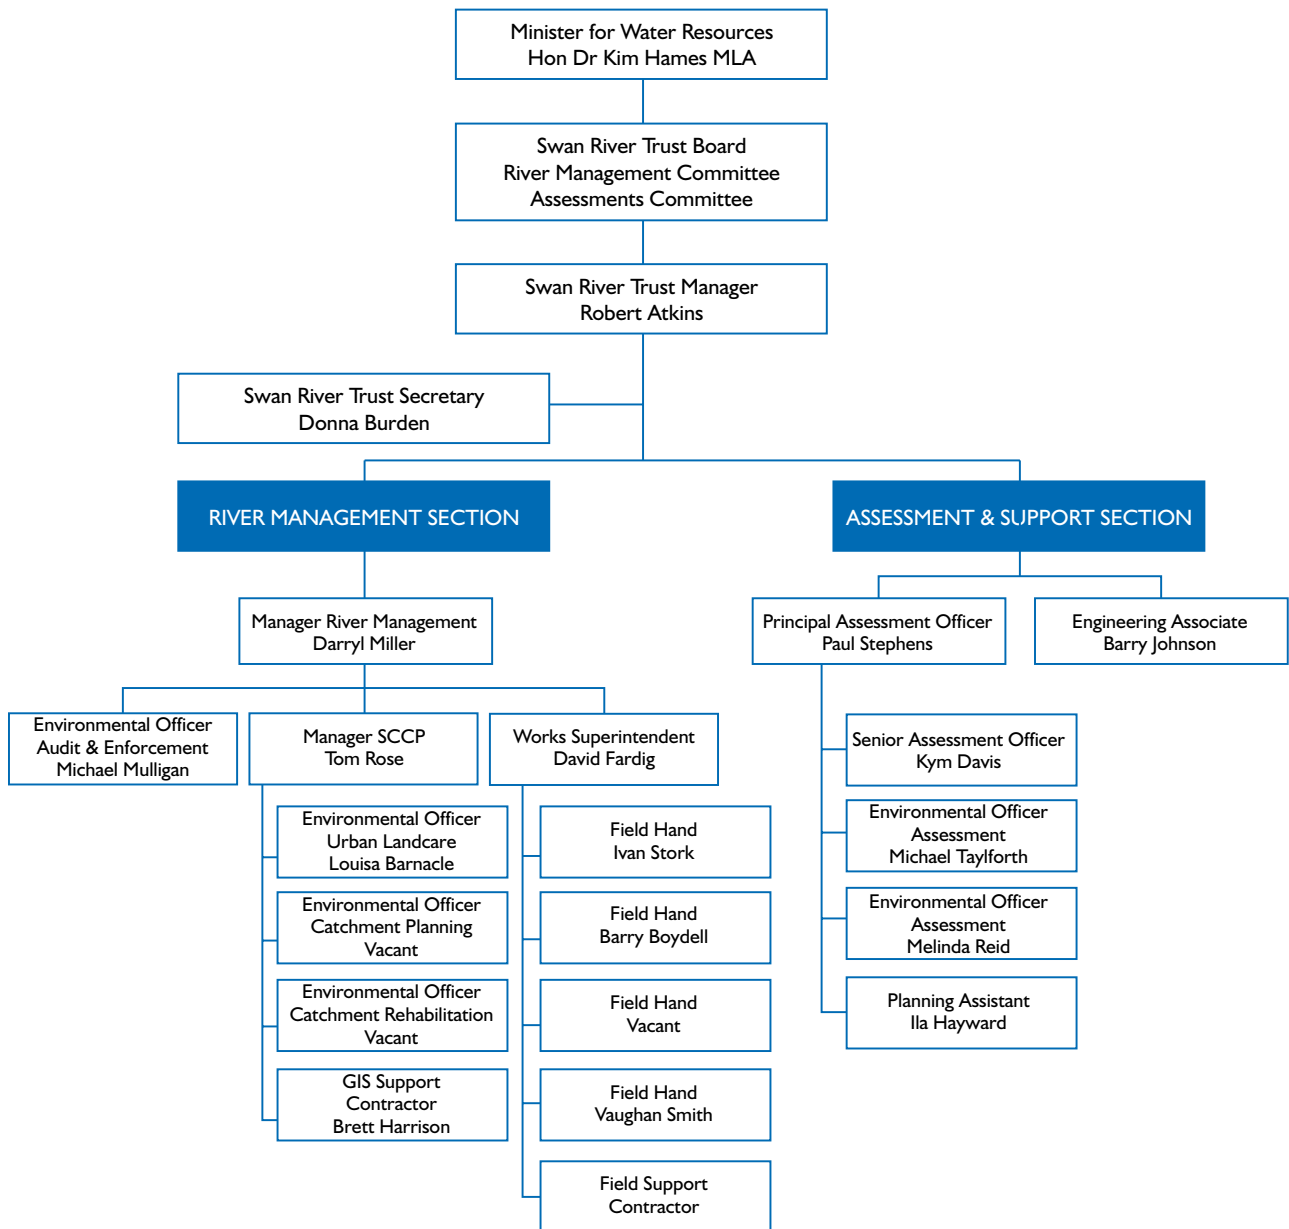 Minister for Water Resources
Hon Dr Kim Hames MLA
Swan River Trust Board
River Management Committee
Assessments Committee
Swan River Trust Manager
Robert Atkins
Swan River Trust Secretary
Donna Burden
RIVER MANAGEMENT SECTION
ASSESSMENT & SUPPORT SECTION
Manager River Management
Darryl Miller
Principal Assessment Officer
Paul Stephens
Engineering Associate
Barry Johnson
Environmental Officer
Audit & Enforcement
Michael Mulligan
Manager SCCP
Tom Rose
Works Superintendent
David Fardig
Environmental Officer
Urban Landcare
Louisa Barnacle
Environmental Officer
Catchment Planning
Vacant
Environmental Officer
Catchment Rehabilitation
Vacant
GIS Support
Contractor
Brett Harrison
Field Hand
Ivan Stork
Field Hand
Barry Boydell
Field Hand
Vacant
Field Hand
Vaughan Smith
Field Support
Contractor
Senior Assessment Officer
Kym Davis
Environmental Officer
Assessment
Michael Taylforth
Environmental Officer
Assessment
Melinda Reid
Planning Assistant
Ila Hayward